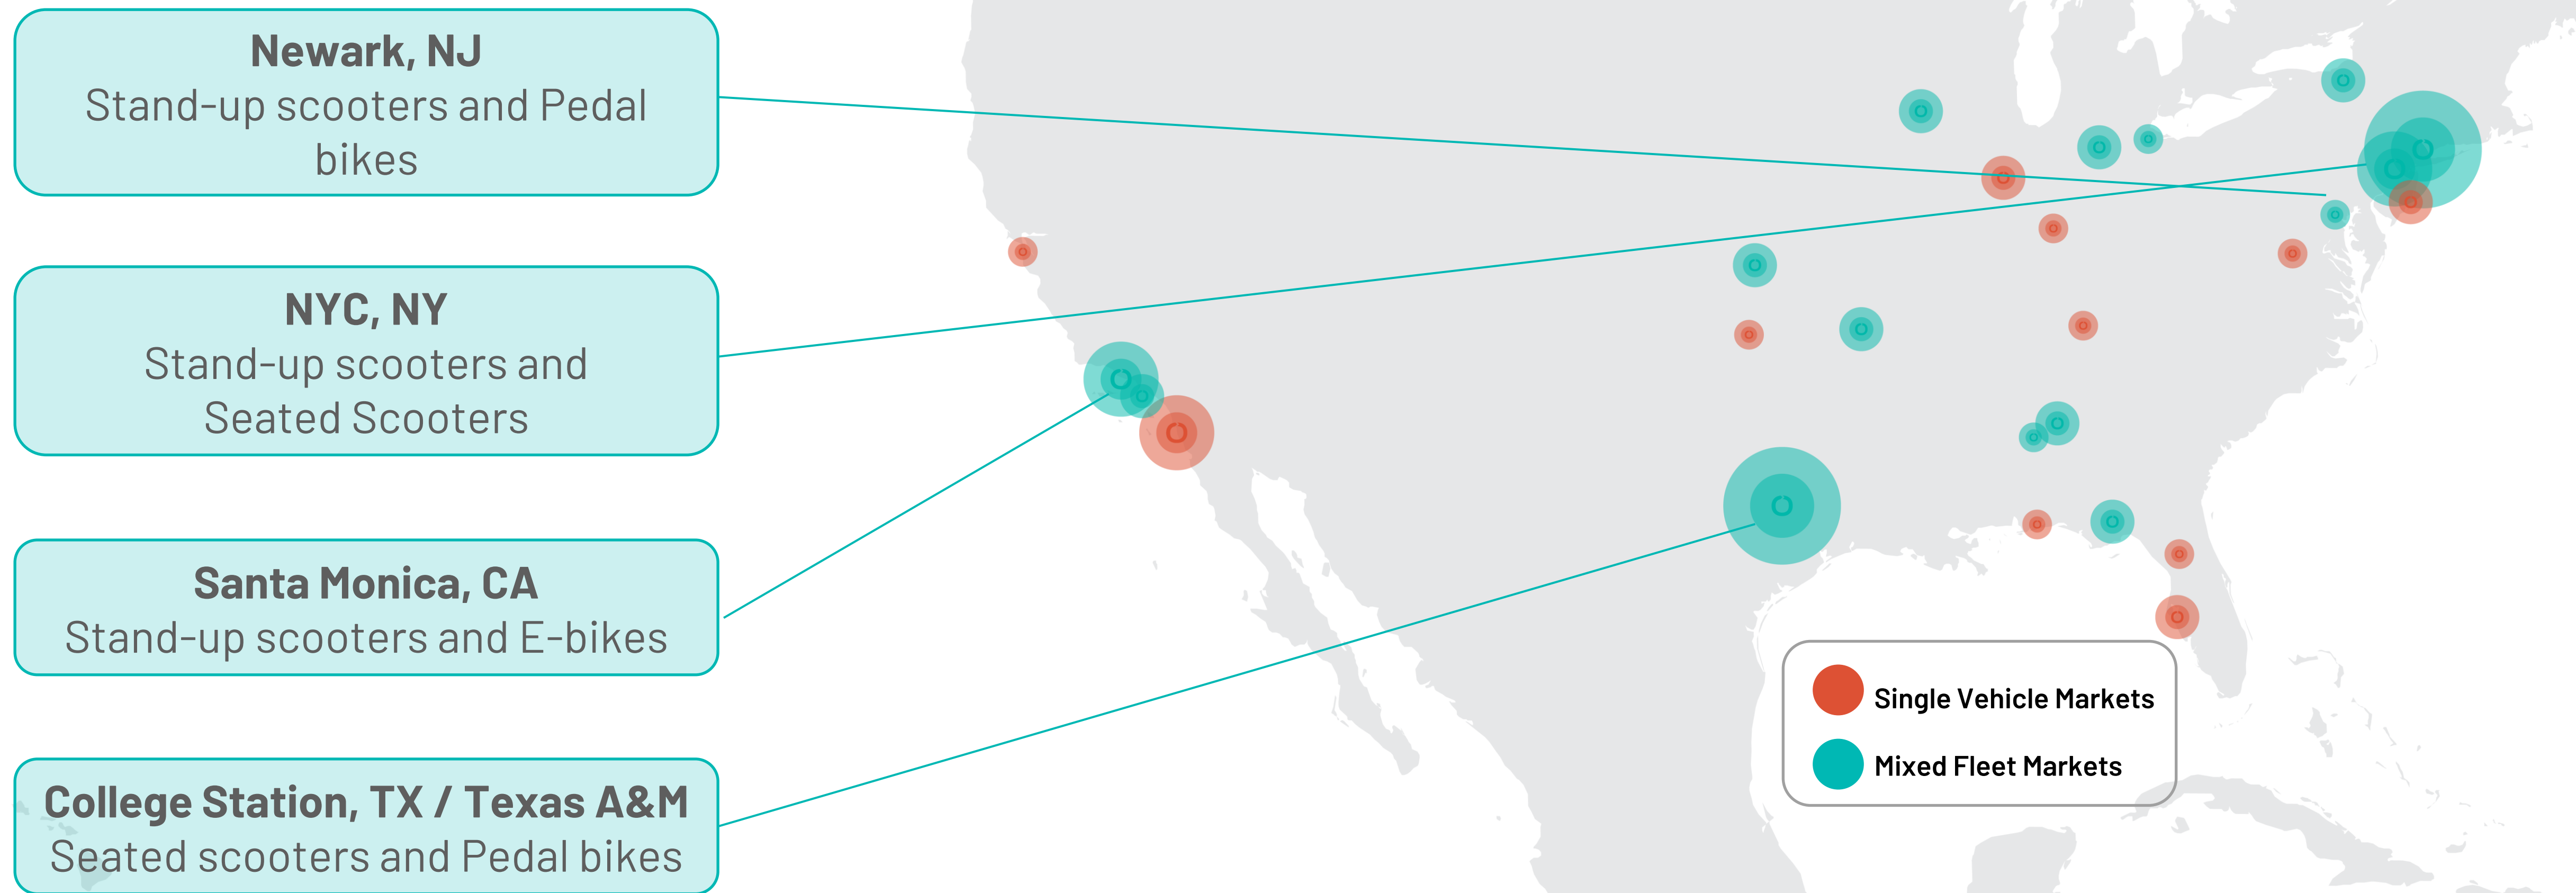 Newark, NJ
Stand-up scooters and Pedal
bikes
NYC, NY
Stand-up scooters and
Seated Scooters
Santa Monica, CA
Stand-up scooters and E-bikes
College Station, TX / Texas A&M
Seated scooters and Pedal bikes
Single Vehicle Markets
Mixed Fleet Markets